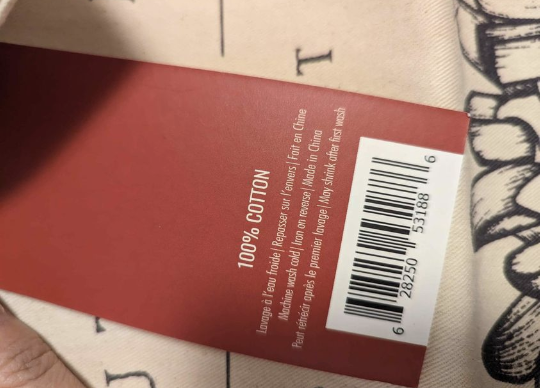 100% COTTON
Lavage à l'eau froide | Repasser sur l'envers | Fait en Chine
Machine wash cold | Iron on reverse | Made in China
Peut rétrécir après le premier lavage | May shrink after first wash
6 28250 53188 6
T
J